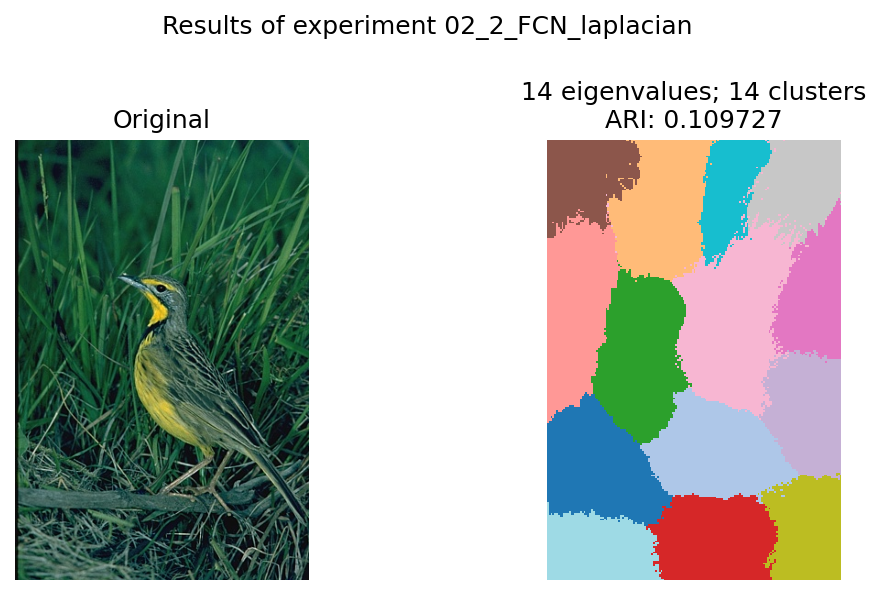 Results of experiment 02_2_FCN_laplacian
Original
14 eigenvalues; 14 clusters
ARI: 0.109727